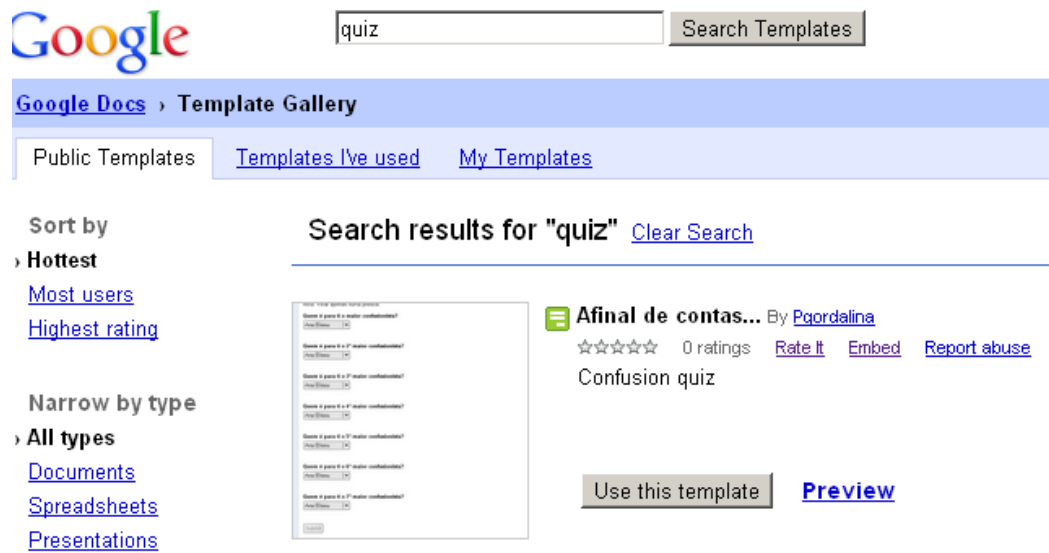 Google
quiz
Search Templates
Google Docs › Template Gallery
Public Templates
Templates I've used
My Templates
Sort by
› Hottest
Most users
Highest rating
Narrow by type
› All types
Documents
Spreadsheets
Presentations
Search results for "quiz" Clear Search
Afinal de contas... By Pgordalina
0 ratings Rate It Embed Report abuse
Confusion quiz
Use this template
Preview